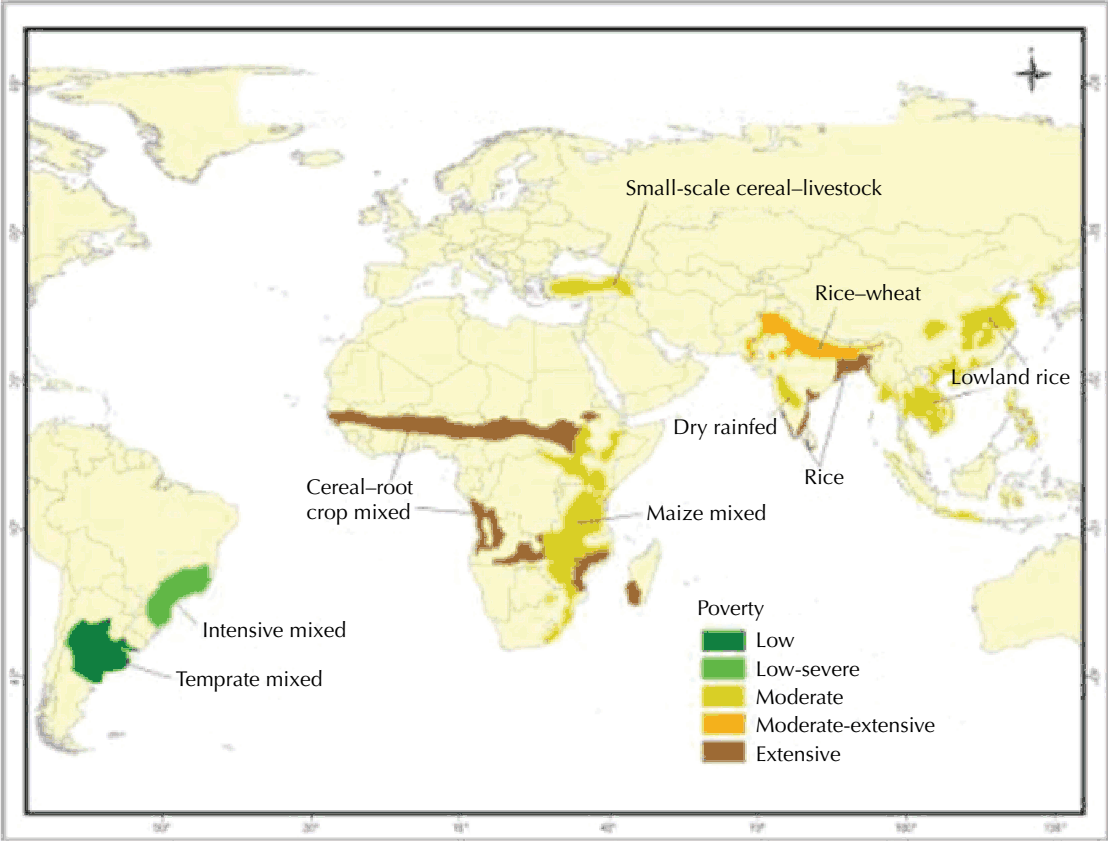 Small-scale cereal–livestock
Rice–wheat
Lowland rice
Dry rainfed
Rice
Cereal–root
crop mixed
Maize mixed
Intensive mixed
Temprate mixed
Poverty
Low
Low-severe
Moderate
Moderate-extensive
Extensive